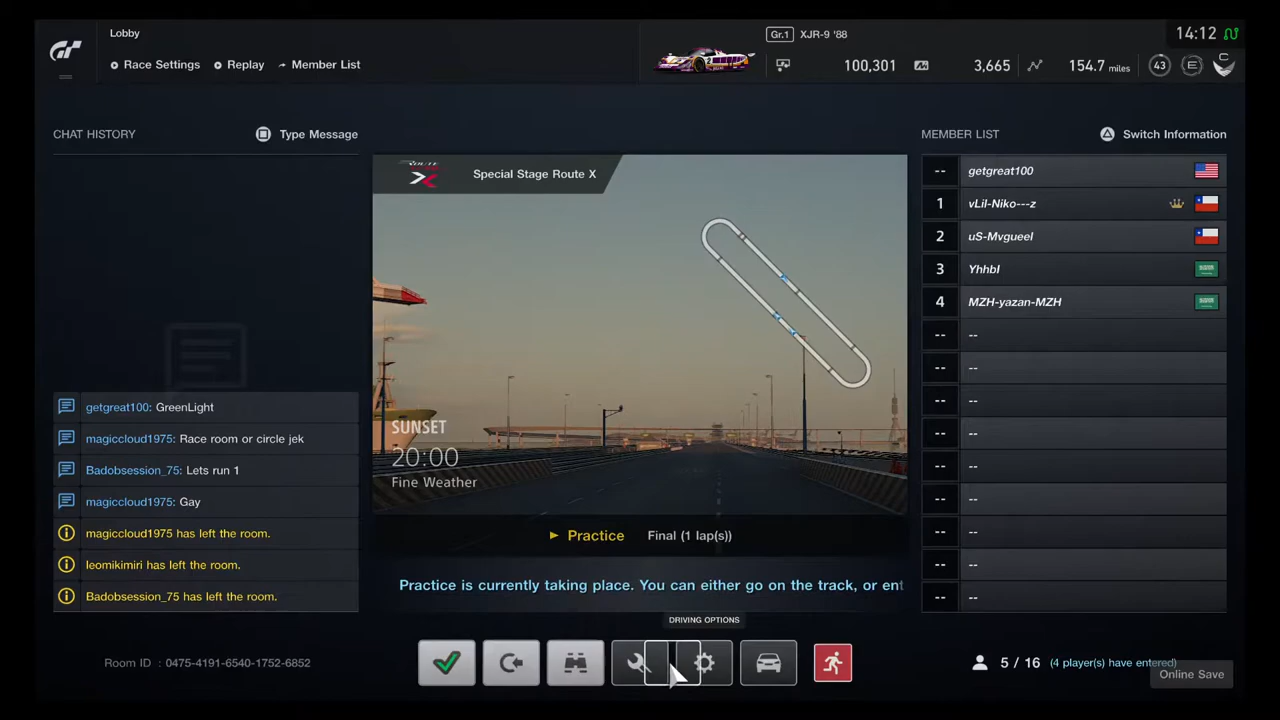 Lobby
Race Settings
Replay
Member List
Gr.1
XJR-9 '88
100,301
3,665
154.7 miles
43
E
C
14:12
CHAT HISTORY
Type Message
MEMBER LIST
Switch Information
ROUTE X
Special Stage Route X
SUNSET
20:00
Fine Weather
-- getgreat100
1 vLil-Niko---z
2 uS-Mvgueel
3 Yhhbl
4 MZH-yazan-MZH
-- --
-- --
-- --
-- --
-- --
-- --
-- --
-- --
-- --
getgreat100: GreenLight
magiccloud1975: Race room or circle jek
Badobsession_75: Lets run 1
magiccloud1975: Gay
magiccloud1975 has left the room.
leomikimiri has left the room.
Badobsession_75 has left the room.
Practice
Final (1 lap(s))
Practice is currently taking place. You can either go on the track, or ent
DRIVING OPTIONS
Room ID : 0475-4191-6540-1752-6852
5 / 16 (4 player(s) have entered)
Online Save